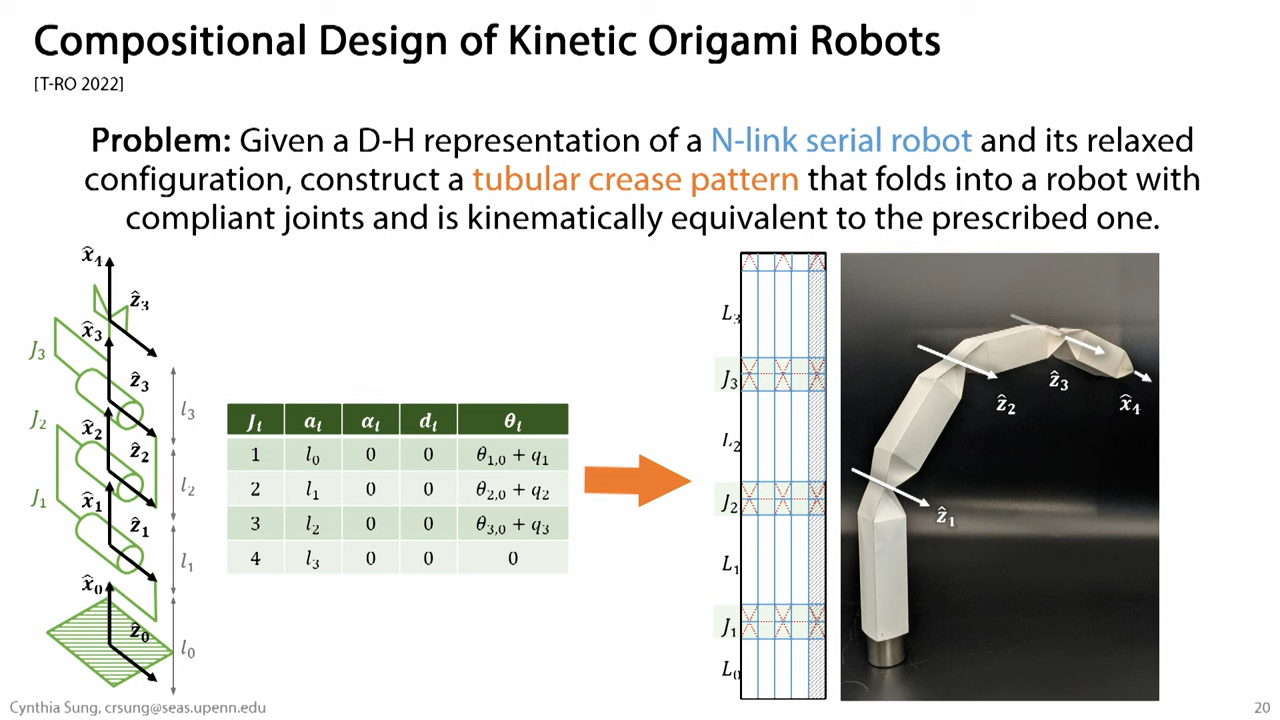 Compositional Design of Kinetic Origami Robots
[T-RO 2022]
Problem: Given a D-H representation of a N-link serial robot and its relaxed
configuration, construct a tubular crease pattern that folds into a robot with
compliant joints and is kinematically equivalent to the prescribed one.
x̂₄
ẑ₃
x̂₃
J₃
ẑ₃
l₃
J₂
x̂₂
ẑ₂
l₂
J₁
x̂₁
ẑ₁
l₁
x̂₀
ẑ₀
l₀
Jᵢ aᵢ αᵢ dᵢ θᵢ
1 l₀ 0 0 θ₁,₀ + q₁
2 l₁ 0 0 θ₂,₀ + q₂
3 l₂ 0 0 θ₃,₀ + q₃
4 l₃ 0 0 0
L₃
J₃
L₂
J₂
L₁
J₁
L₀
ẑ₃
ẑ₂
x̂₄
ẑ₁
Cynthia Sung, crsung@seas.upenn.edu
20